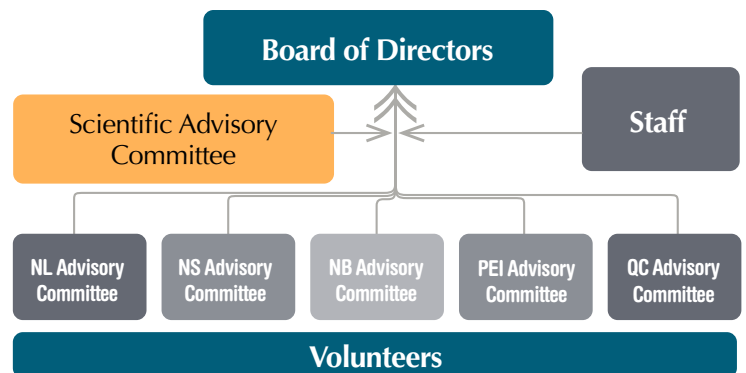 Board of Directors
Scientific Advisory
Committee
Staff
NL Advisory
Committee
NS Advisory
Committee
NB Advisory
Committee
PEI Advisory
Committee
QC Advisory
Committee
Volunteers